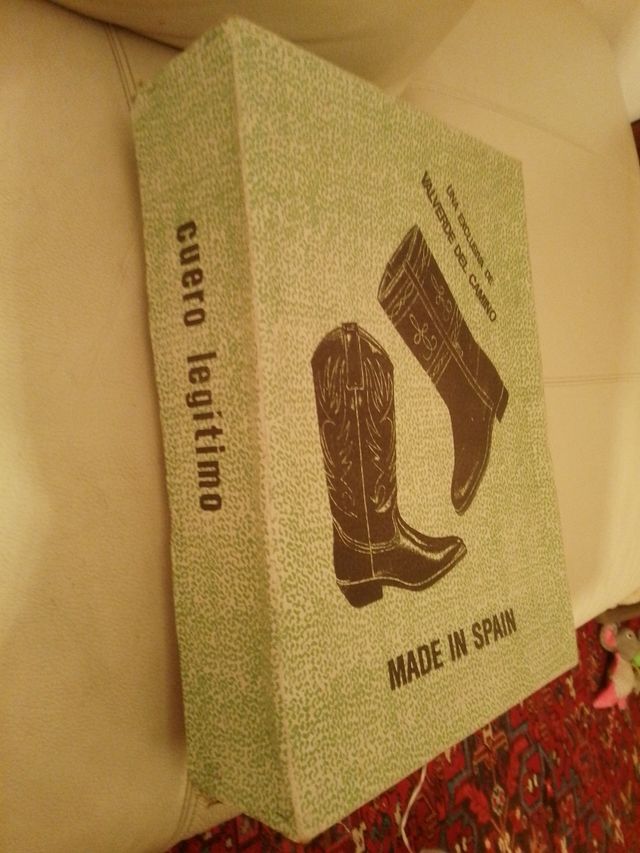 UNA EXCLUSIVA DE
VALVERDE DEL CAMINO
MADE IN SPAIN
cuero legitimo